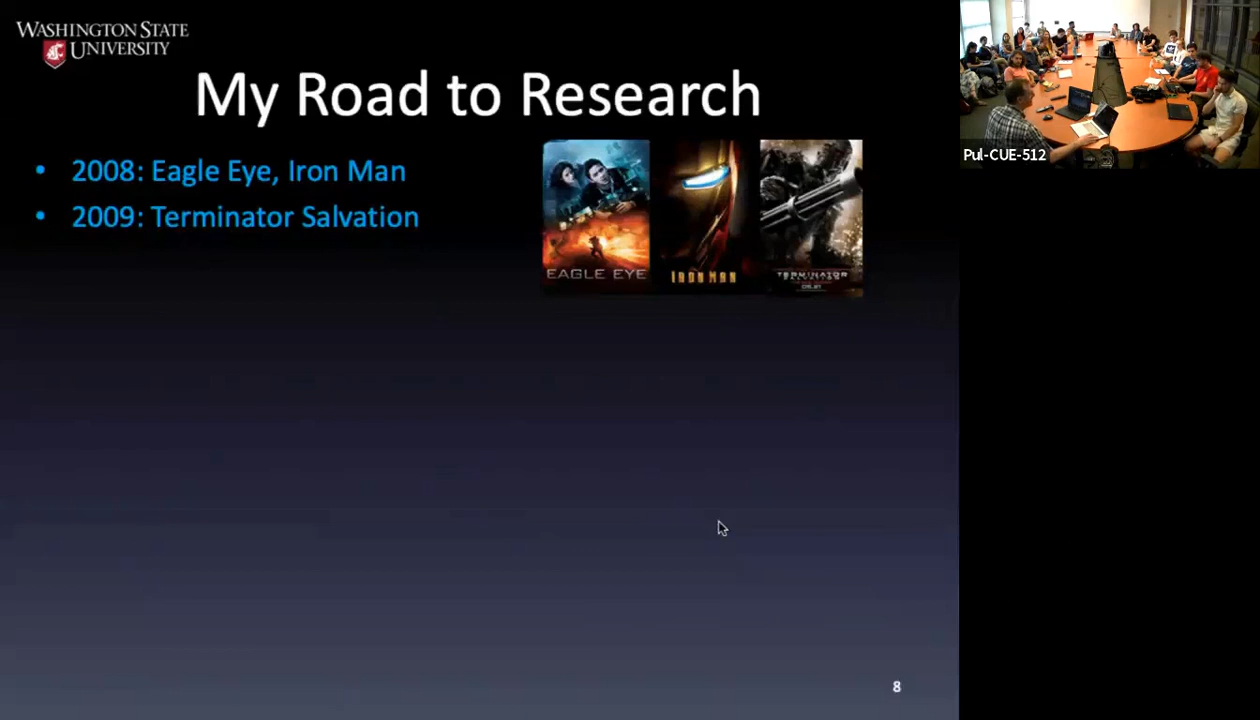 WASHINGTON STATE
UNIVERSITY
My Road to Research
• 2008: Eagle Eye, Iron Man
• 2009: Terminator Salvation
EAGLE EYE
IRON MAN
TERMINATOR
SALVATION
Pul-CUE-512
8